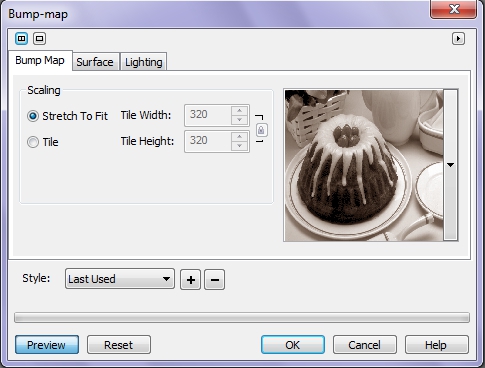 Bump-map
Bump Map Surface Lighting
Scaling
Stretch To Fit Tile Width: 320
Tile Tile Height: 320
Style: Last Used
Preview Reset OK Cancel Help